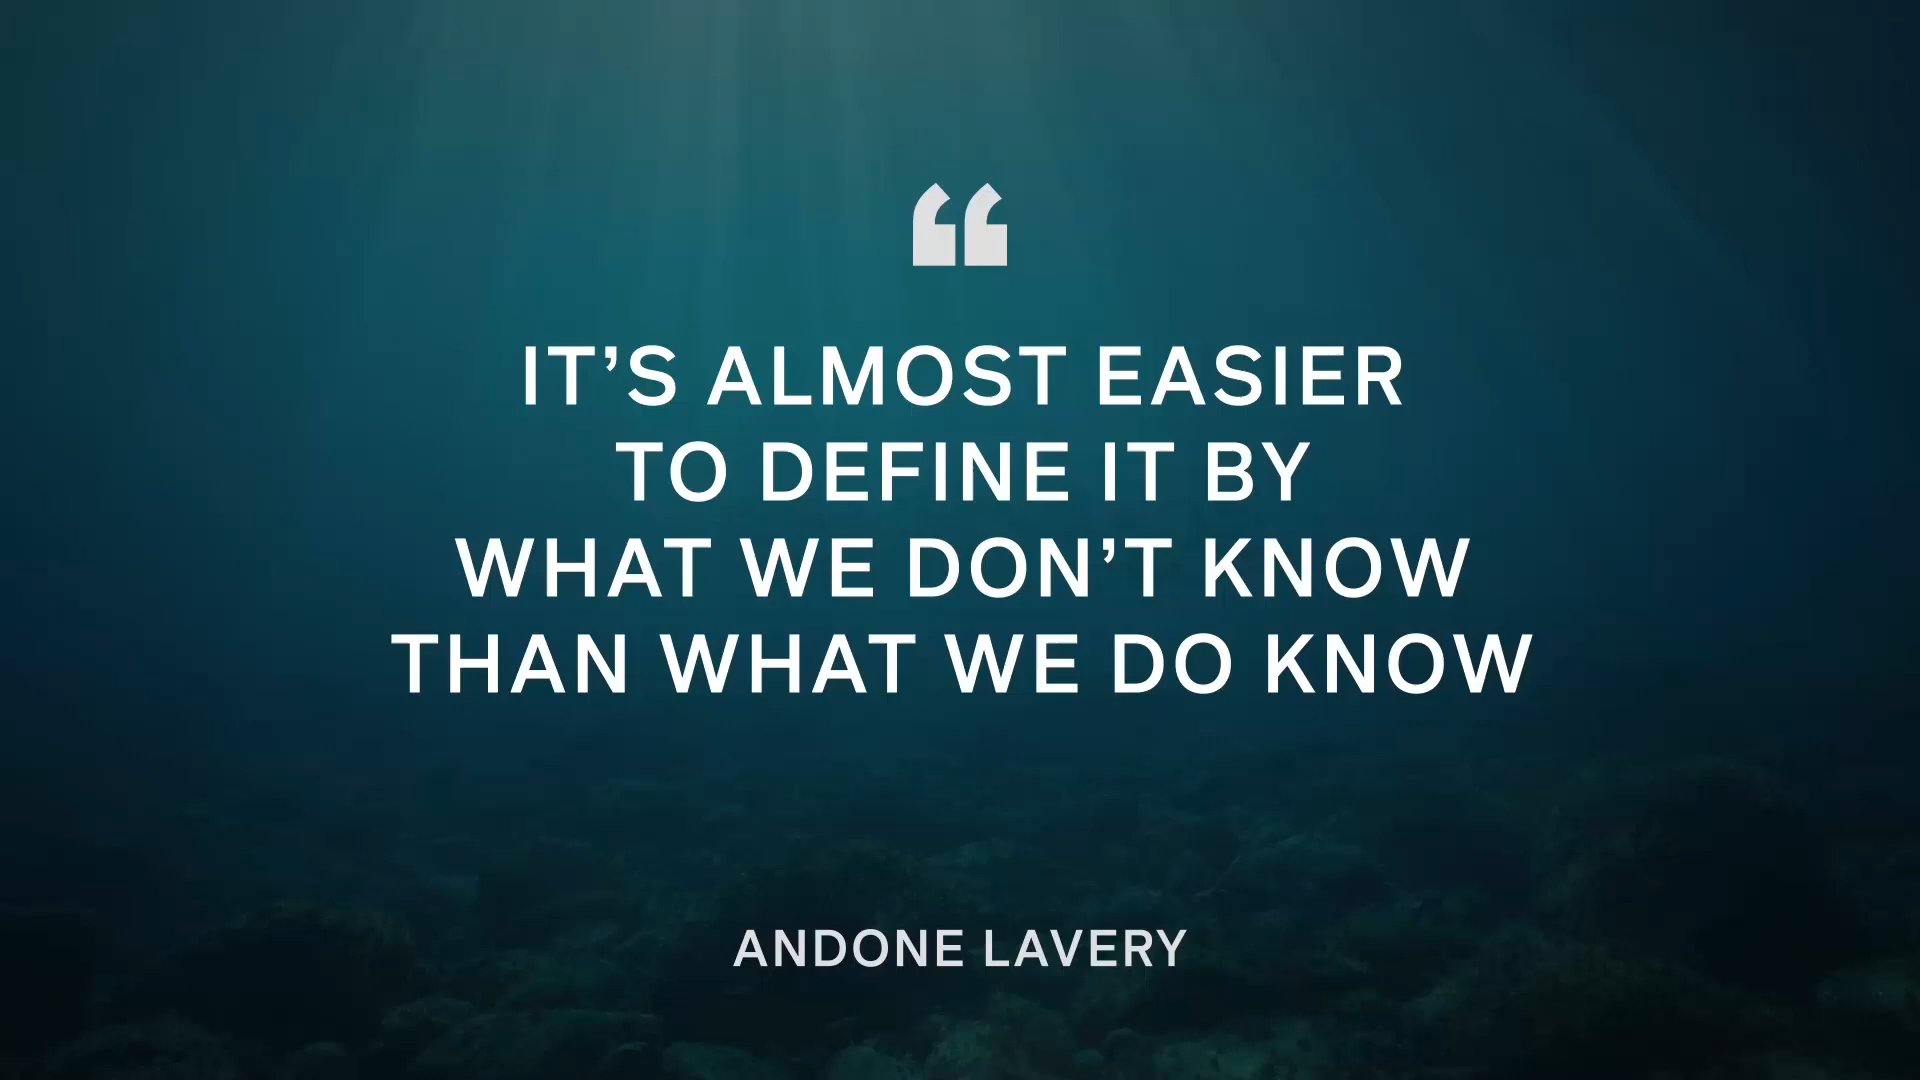 “
IT’S ALMOST EASIER
TO DEFINE IT BY
WHAT WE DON’T KNOW
THAN WHAT WE DO KNOW
ANDONE LAVERY